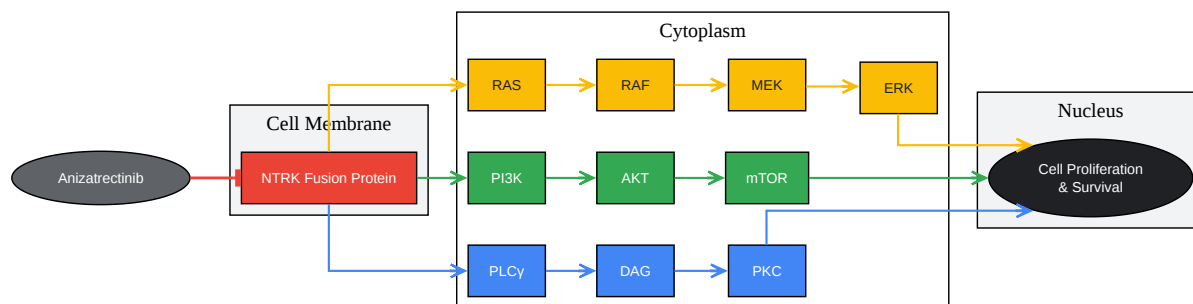 Cytoplasm
RAS
RAF
MEK
ERK
Cell Membrane
Nucleus
Anizatrectinib
NTRK Fusion Protein
PI3K
AKT
mTOR
Cell Proliferation
& Survival
PLCγ
DAG
PKC